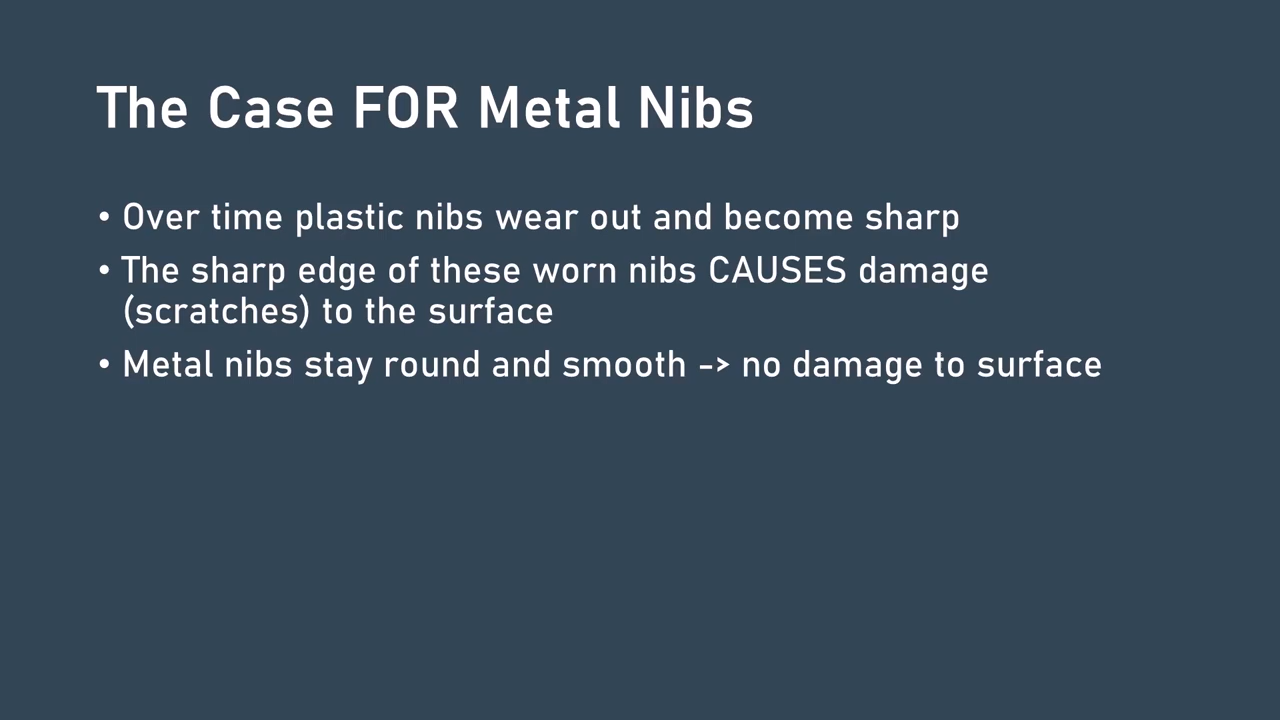 The Case FOR Metal Nibs
• Over time plastic nibs wear out and become sharp
• The sharp edge of these worn nibs CAUSES damage
(scratches) to the surface
• Metal nibs stay round and smooth -> no damage to surface